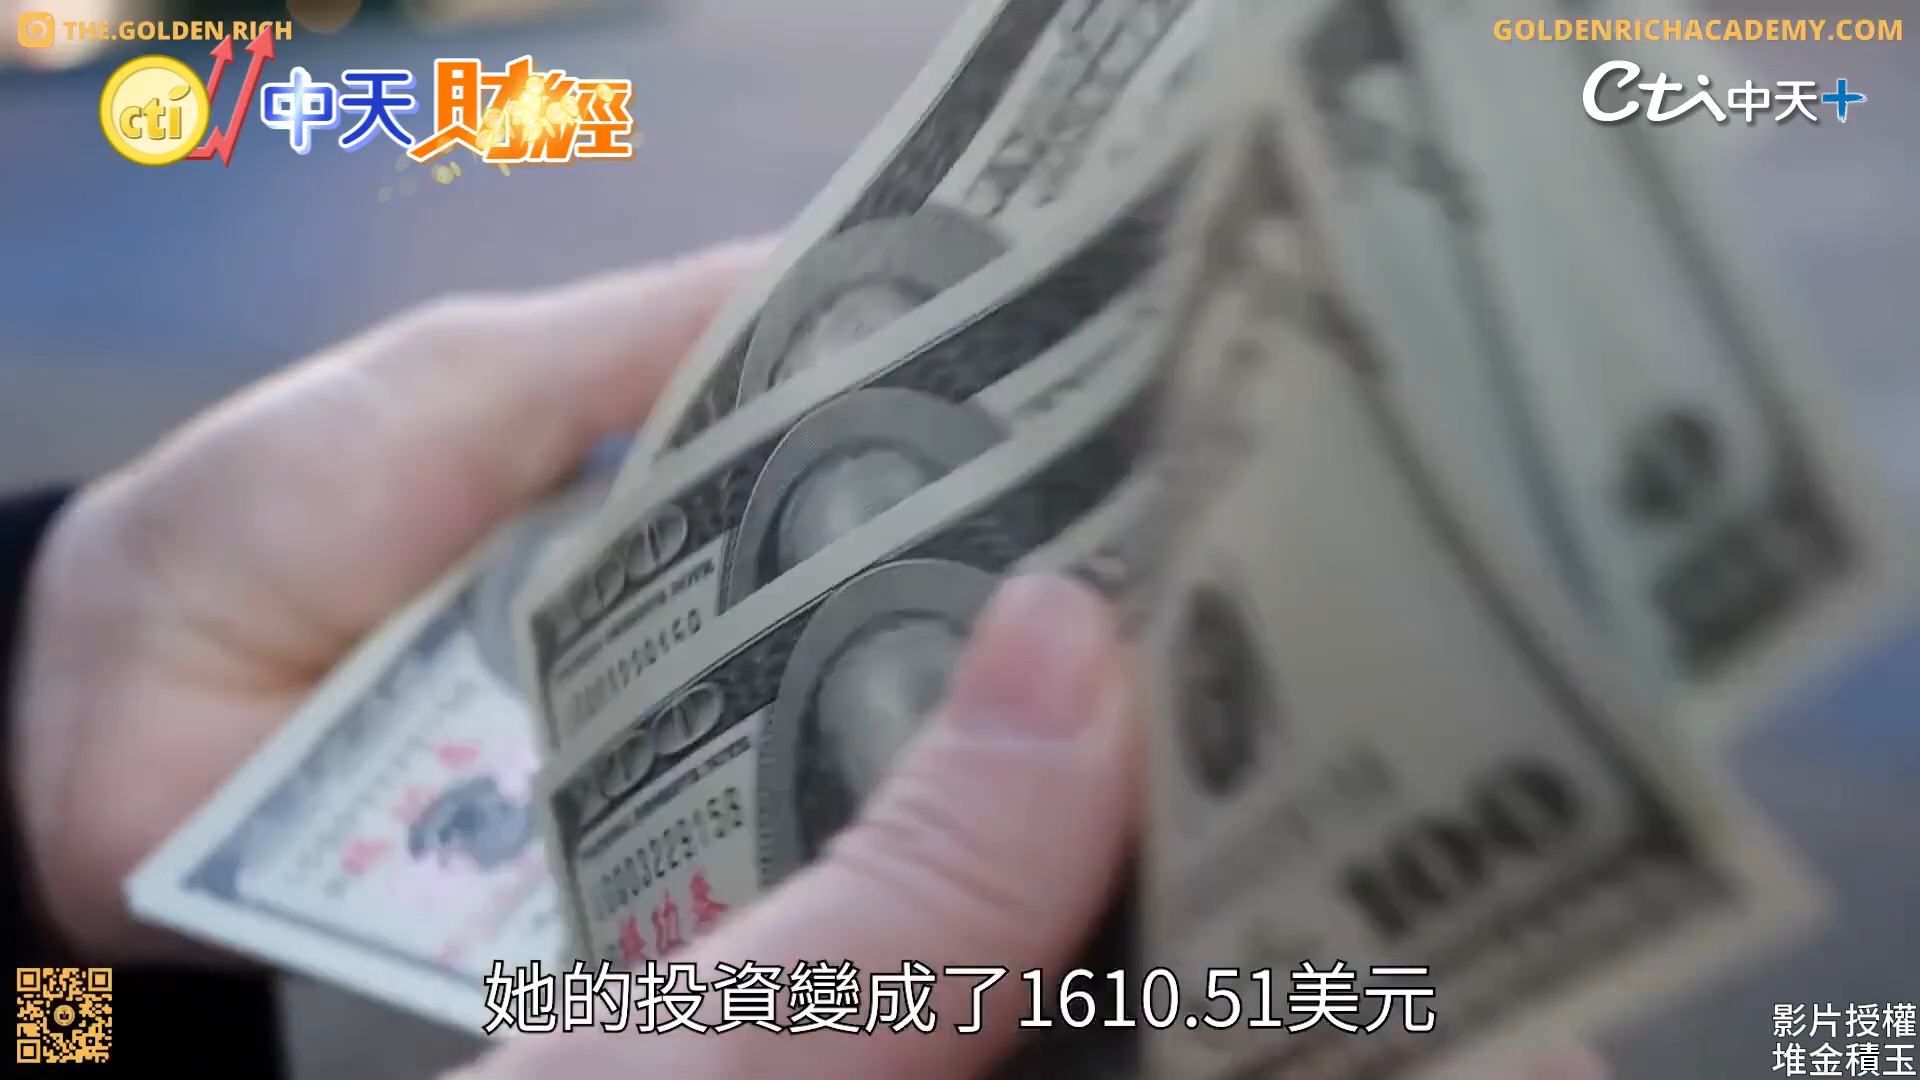 THE.GOLDEN.RICH
GOLDENRICHACADEMY.COM
cti
中天財經
cti中天+
100
她的投資變成了1610.51美元
影片授權
堆金積玉